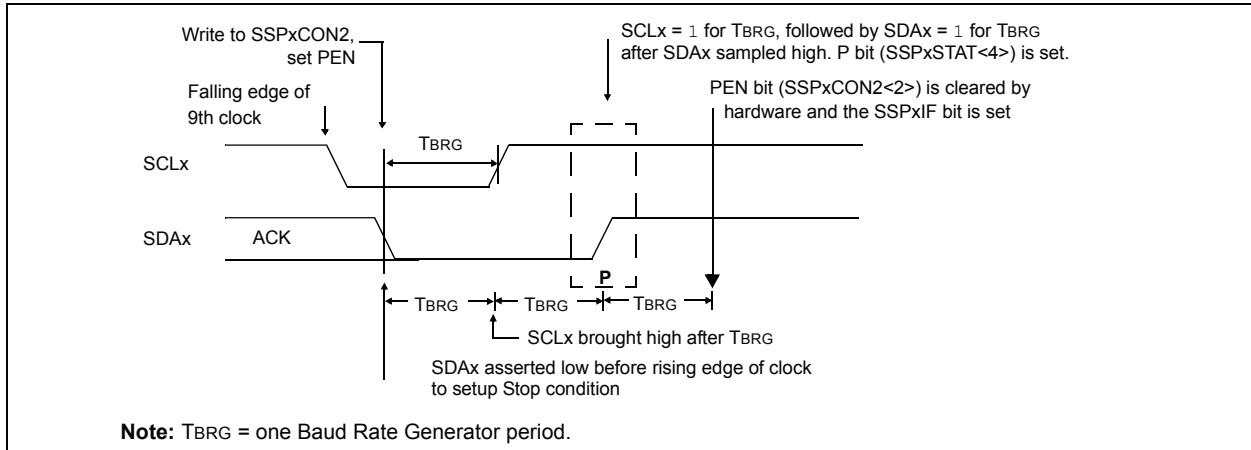 Write to SSPxCON2,
set PEN
SCLx = 1 for TBRG, followed by SDAx = 1 for TBRG
after SDAx sampled high. P bit (SSPxSTAT<4>) is set.
Falling edge of
9th clock
PEN bit (SSPxCON2<2>) is cleared by
hardware and the SSPxIF bit is set
TBRG
SCLx
SDAx
ACK
P
TBRG
TBRG
TBRG
SCLx brought high after TBRG
SDAx asserted low before rising edge of clock
to setup Stop condition
Note: TBRG = one Baud Rate Generator period.